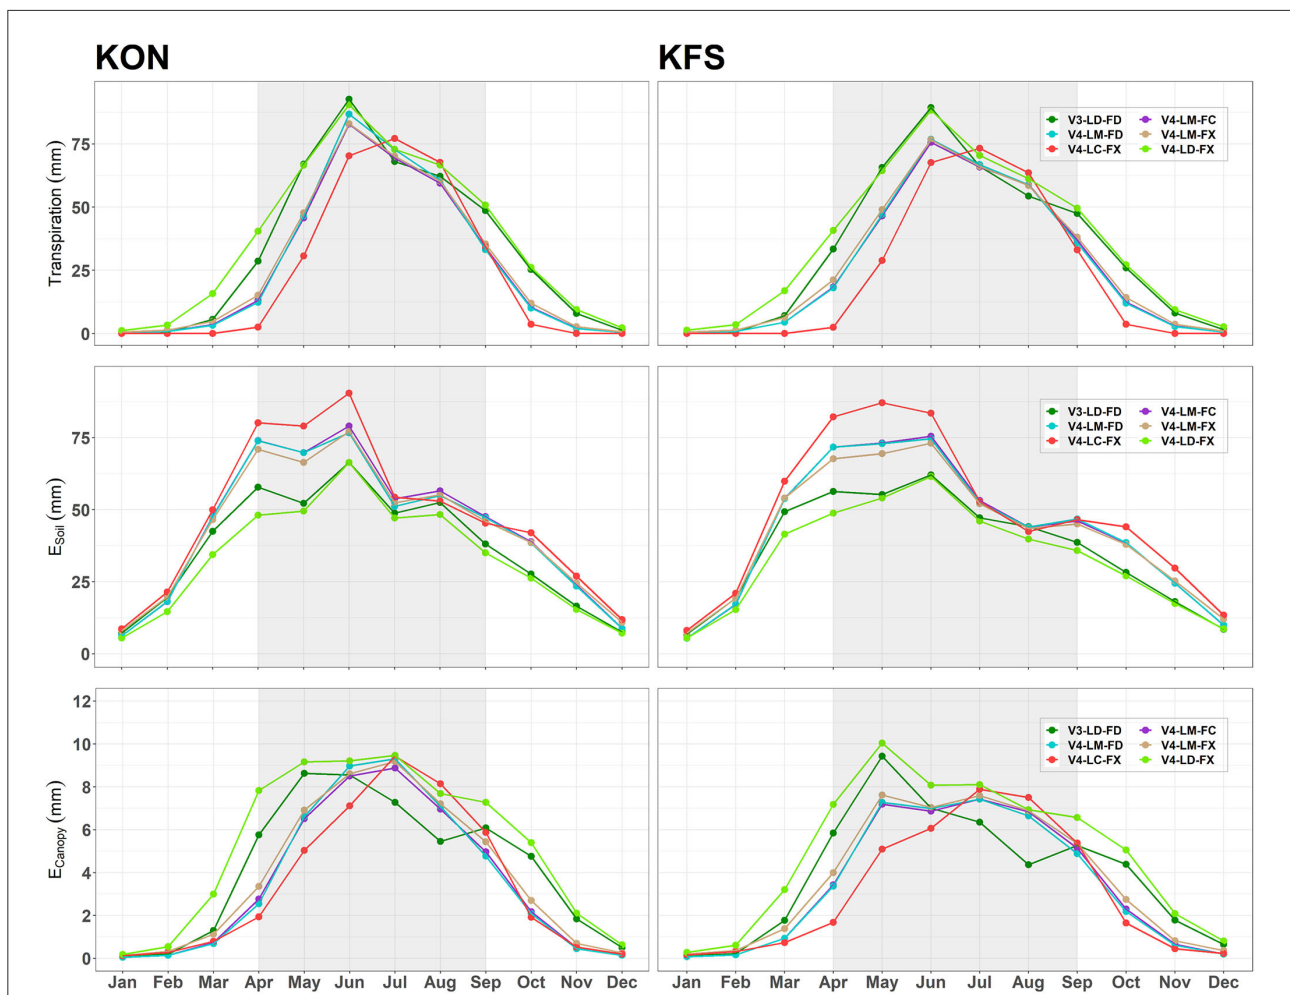 KON KFS
75
50
25
0
Transpiration (mm)
V3-LD-FD V4-LM-FC
V4-LM-FD V4-LM-FX
V4-LC-FX V4-LD-FX
75
50
25
0
ESoil (mm)
V3-LD-FD V4-LM-FC
V4-LM-FD V4-LM-FX
V4-LC-FX V4-LD-FX
12
10
8
6
4
2
0
ECanopy (mm)
V3-LD-FD V4-LM-FC
V4-LM-FD V4-LM-FX
V4-LC-FX V4-LD-FX
Jan Feb Mar Apr May Jun Jul Aug Sep Oct Nov Dec Jan Feb Mar Apr May Jun Jul Aug Sep Oct Nov Dec